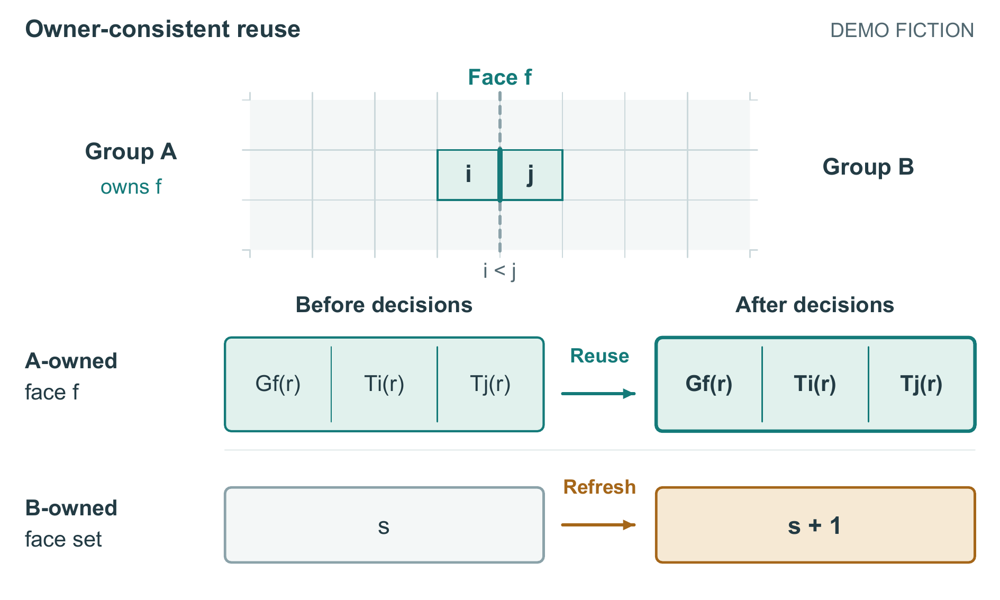 Owner-consistent reuse
DEMO FICTION
Face f
Group A
owns f
i
j
Group B
i < j
Before decisions
After decisions
A-owned
face f
Gf(r)
Ti(r)
Tj(r)
Reuse
Gf(r)
Ti(r)
Tj(r)
B-owned
face set
s
Refresh
s + 1